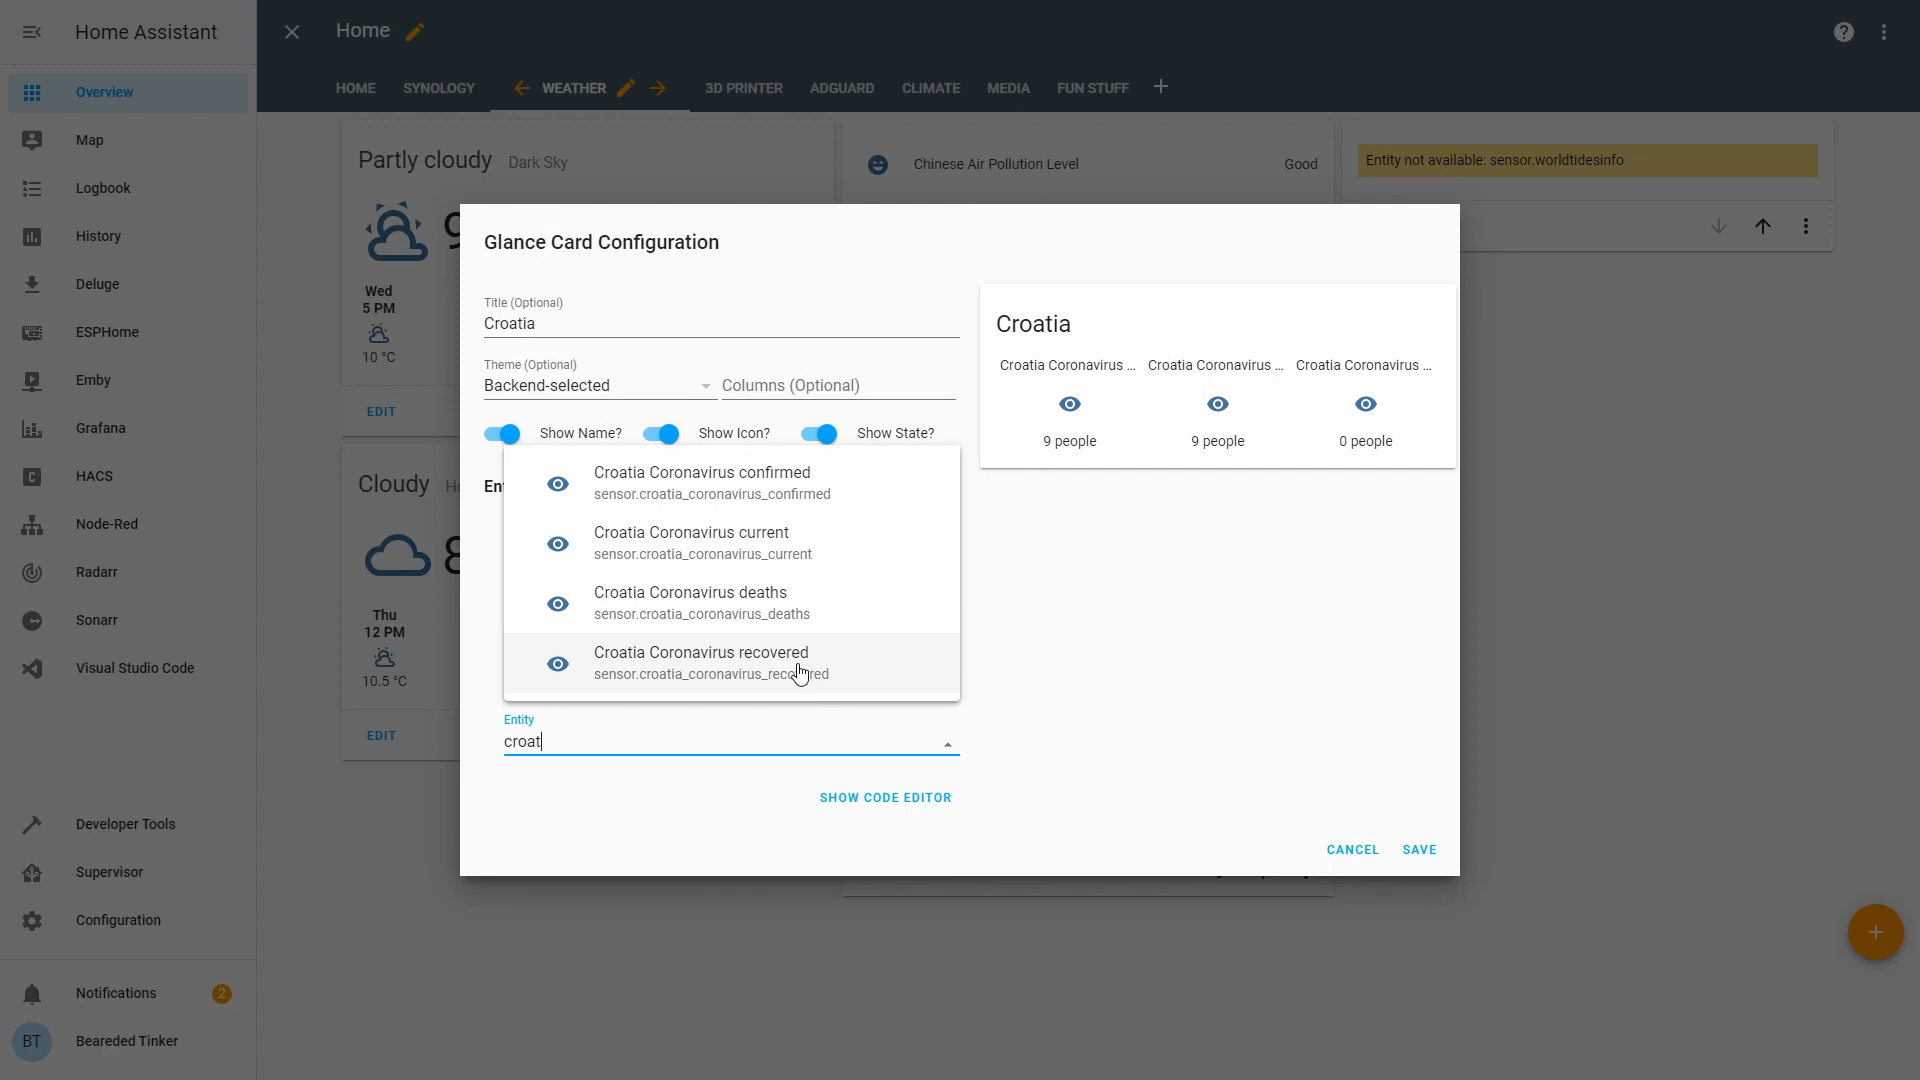 Home Assistant
Overview
Map
Logbook
History
Deluge
ESPHome
Emby
Grafana
HACS
Node-Red
Radarr
Sonarr
Visual Studio Code
Developer Tools
Supervisor
Configuration
Notifications
2
BT
Beareded Tinker
Home
HOME
SYNOLOGY
WEATHER
3D PRINTER
ADGUARD
CLIMATE
MEDIA
FUN STUFF
Partly cloudy Dark Sky
9
Wed
5 PM
10 °C
EDIT
Cloudy
8
Thu
12 PM
10.5 °C
EDIT
Chinese Air Pollution Level
Good
Entity not available: sensor.worldtidesinfo
Glance Card Configuration
Title (Optional)
Croatia
Theme (Optional)
Backend-selected
Columns (Optional)
Show Name?
Show Icon?
Show State?
Croatia Coronavirus confirmed
sensor.croatia_coronavirus_confirmed
Croatia Coronavirus current
sensor.croatia_coronavirus_current
Croatia Coronavirus deaths
sensor.croatia_coronavirus_deaths
Croatia Coronavirus recovered
Entity
croat
SHOW CODE EDITOR
Croatia
Croatia Coronavirus ...
Croatia Coronavirus ...
Croatia Coronavirus ...
9 people
9 people
0 people
CANCEL
SAVE